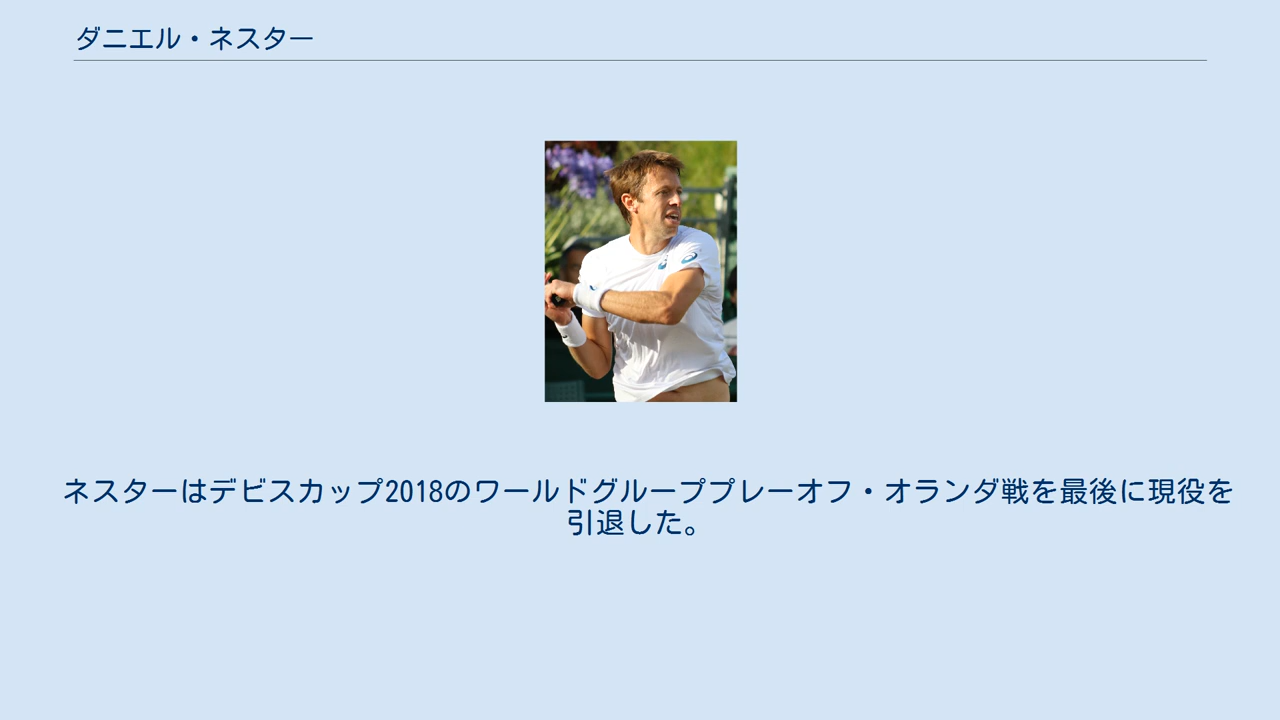 ダニエル・ネスター
ネスターはデビスカップ2018のワールドグループプレーオフ・オランダ戦を最後に現役を
引退した。